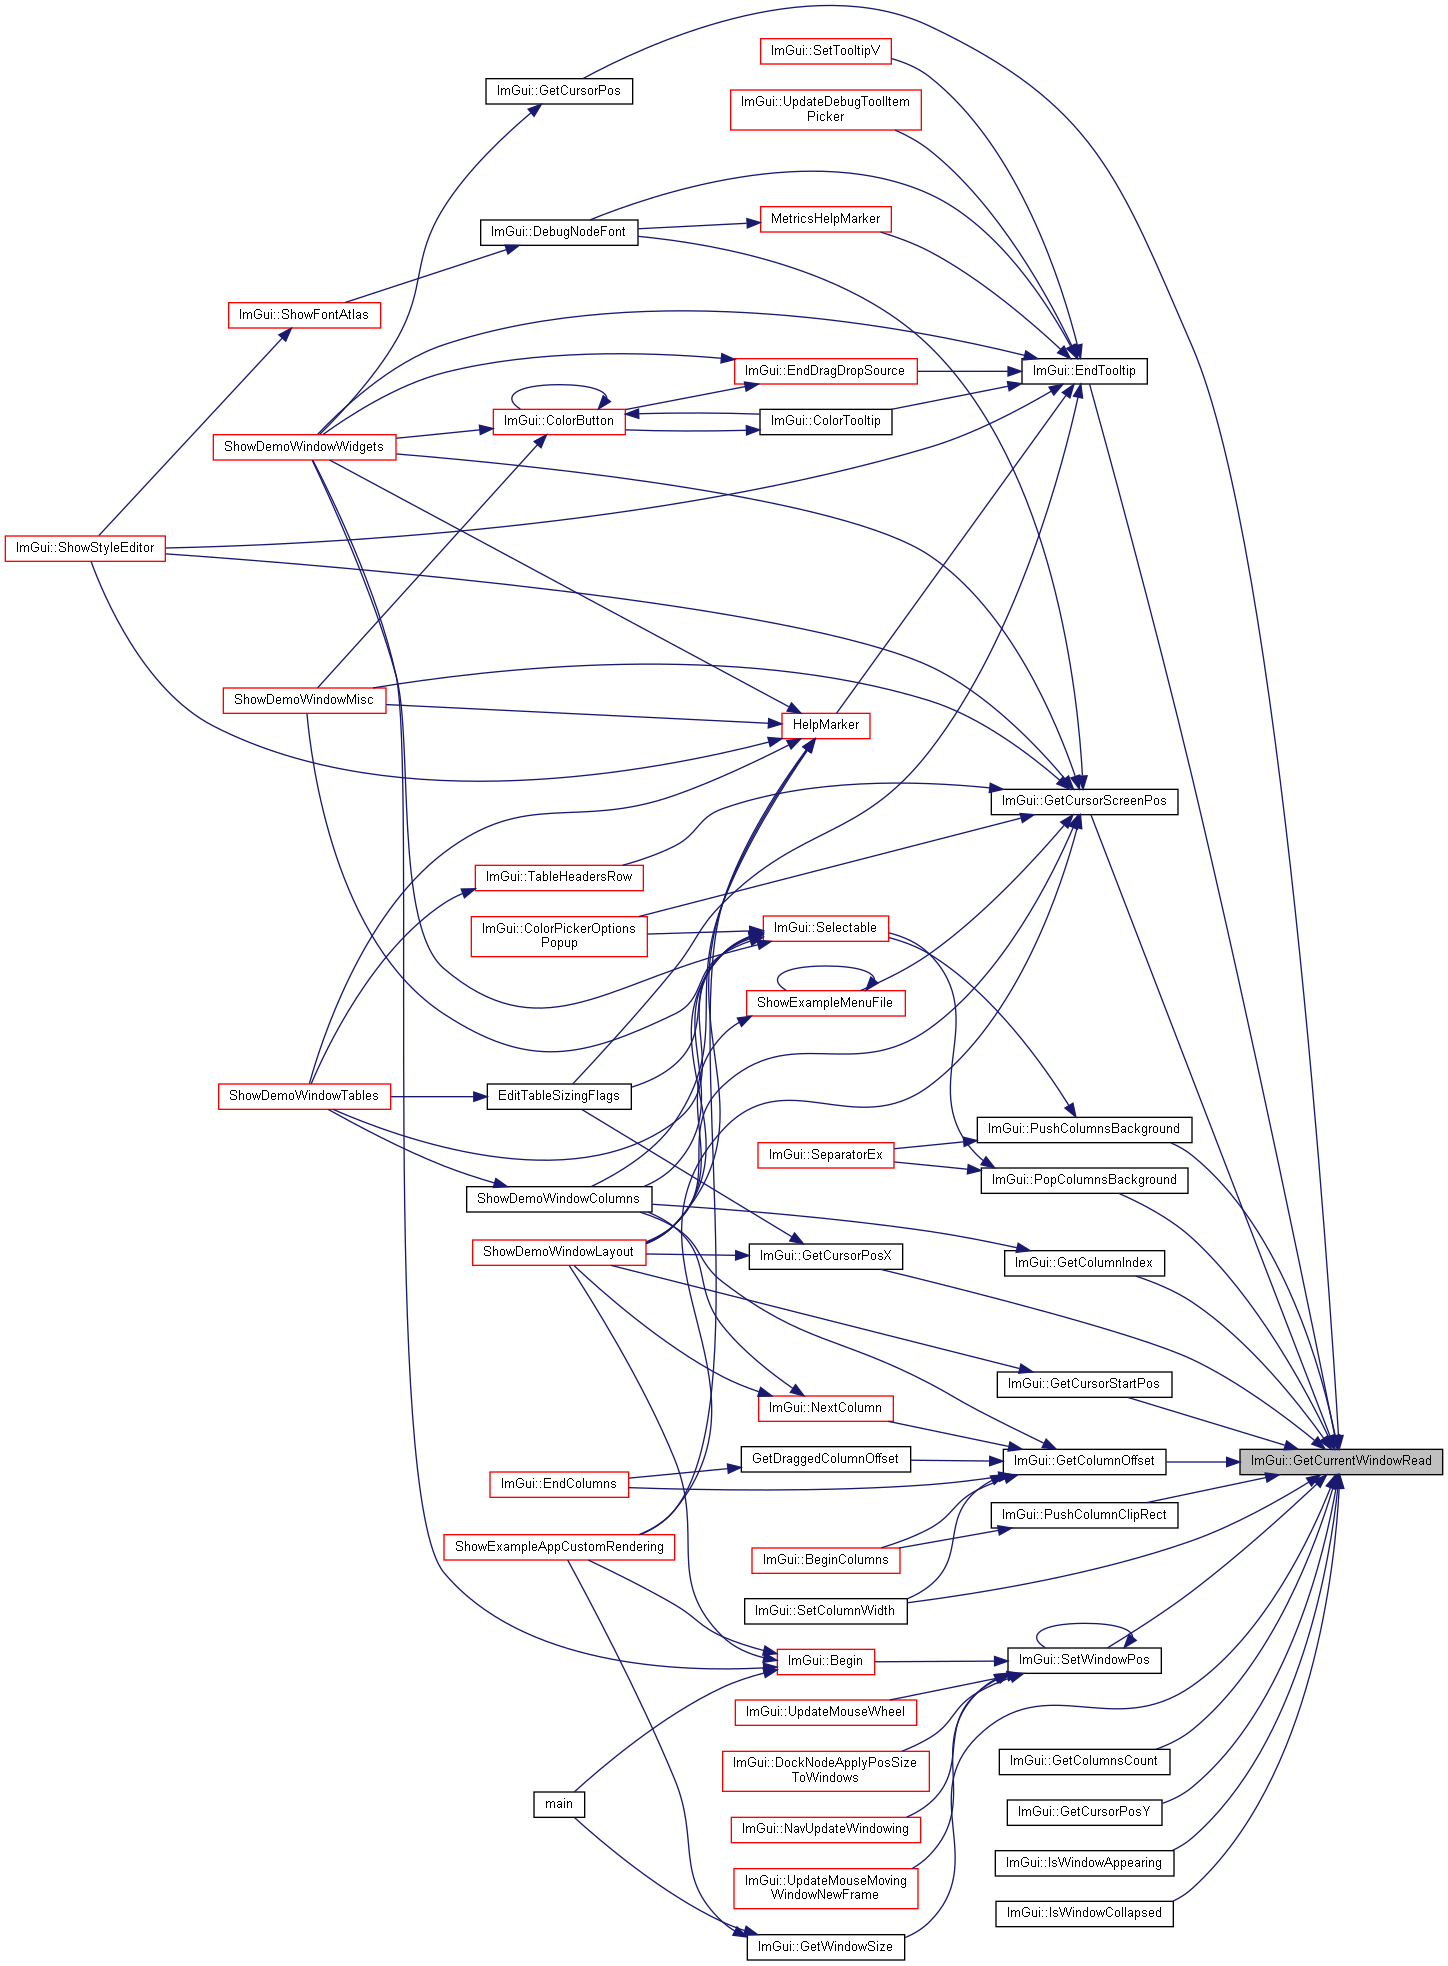 ImGui::SetTooltipV
ImGui::GetCursorPos
ImGui::UpdateDebugToolItem
Picker
MetricsHelpMarker
ImGui::DebugNodeFont
ImGui::ShowFontAtlas
ImGui::EndDragDropSource
ImGui::EndTooltip
ImGui::ColorButton
ImGui::ColorTooltip
ShowDemoWindowWidgets
ImGui::ShowStyleEditor
ShowDemoWindowMisc
HelpMarker
ImGui::GetCursorScreenPos
ImGui::TableHeadersRow
ImGui::ColorPickerOptions
Popup
ImGui::Selectable
ShowExampleMenuFile
ShowDemoWindowTables
EditTableSizingFlags
ImGui::PushColumnsBackground
ImGui::SeparatorEx
ImGui::PopColumnsBackground
ShowDemoWindowColumns
ShowDemoWindowLayout
ImGui::GetCursorPosX
ImGui::GetColumnIndex
ImGui::GetCursorStartPos
ImGui::NextColumn
GetDraggedColumnOffset
ImGui::GetColumnOffset
ImGui::GetCurrentWindowRead
ImGui::EndColumns
ImGui::PushColumnClipRect
ShowExampleAppCustomRendering
ImGui::BeginColumns
ImGui::SetColumnWidth
ImGui::Begin
ImGui::SetWindowPos
ImGui::UpdateMouseWheel
ImGui::DockNodeApplyPosSize
ToWindows
ImGui::GetColumnsCount
main
ImGui::GetCursorPosY
ImGui::NavUpdateWindowing
ImGui::IsWindowAppearing
ImGui::UpdateMouseMoving
WindowNewFrame
ImGui::IsWindowCollapsed
ImGui::GetWindowSize